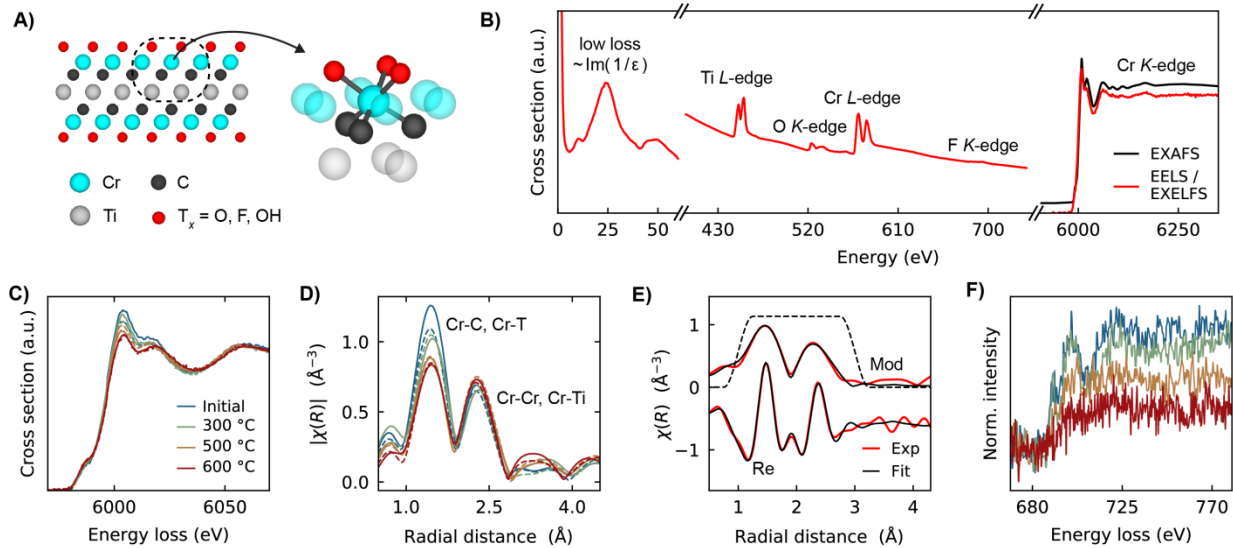 A)
Cr
C
Ti
Tx = O, F, OH
B)
Cross section (a.u.)
low loss
~Im(1/ε)
Ti L-edge
O K-edge
Cr L-edge
F K-edge
Cr K-edge
EXAFS
EELS /
EXELFS
0 25 50 430 520 610 700 6000 6250
Energy (eV)
C)
Cross section (a.u.)
Initial
300 °C
500 °C
600 °C
6000 6050
Energy loss (eV)
D)
|χ(R)| (Å⁻³)
1.0
0.5
0.0
Cr-C, Cr-T
Cr-Cr, Cr-Ti
1.0 2.5 4.0
Radial distance (Å)
E)
χ(R) (Å⁻³)
1
0
−1
Mod
Re
Exp
Fit
1 2 3 4
Radial distance (Å)
F)
Norm. intensity
680 725 770
Energy loss (eV)